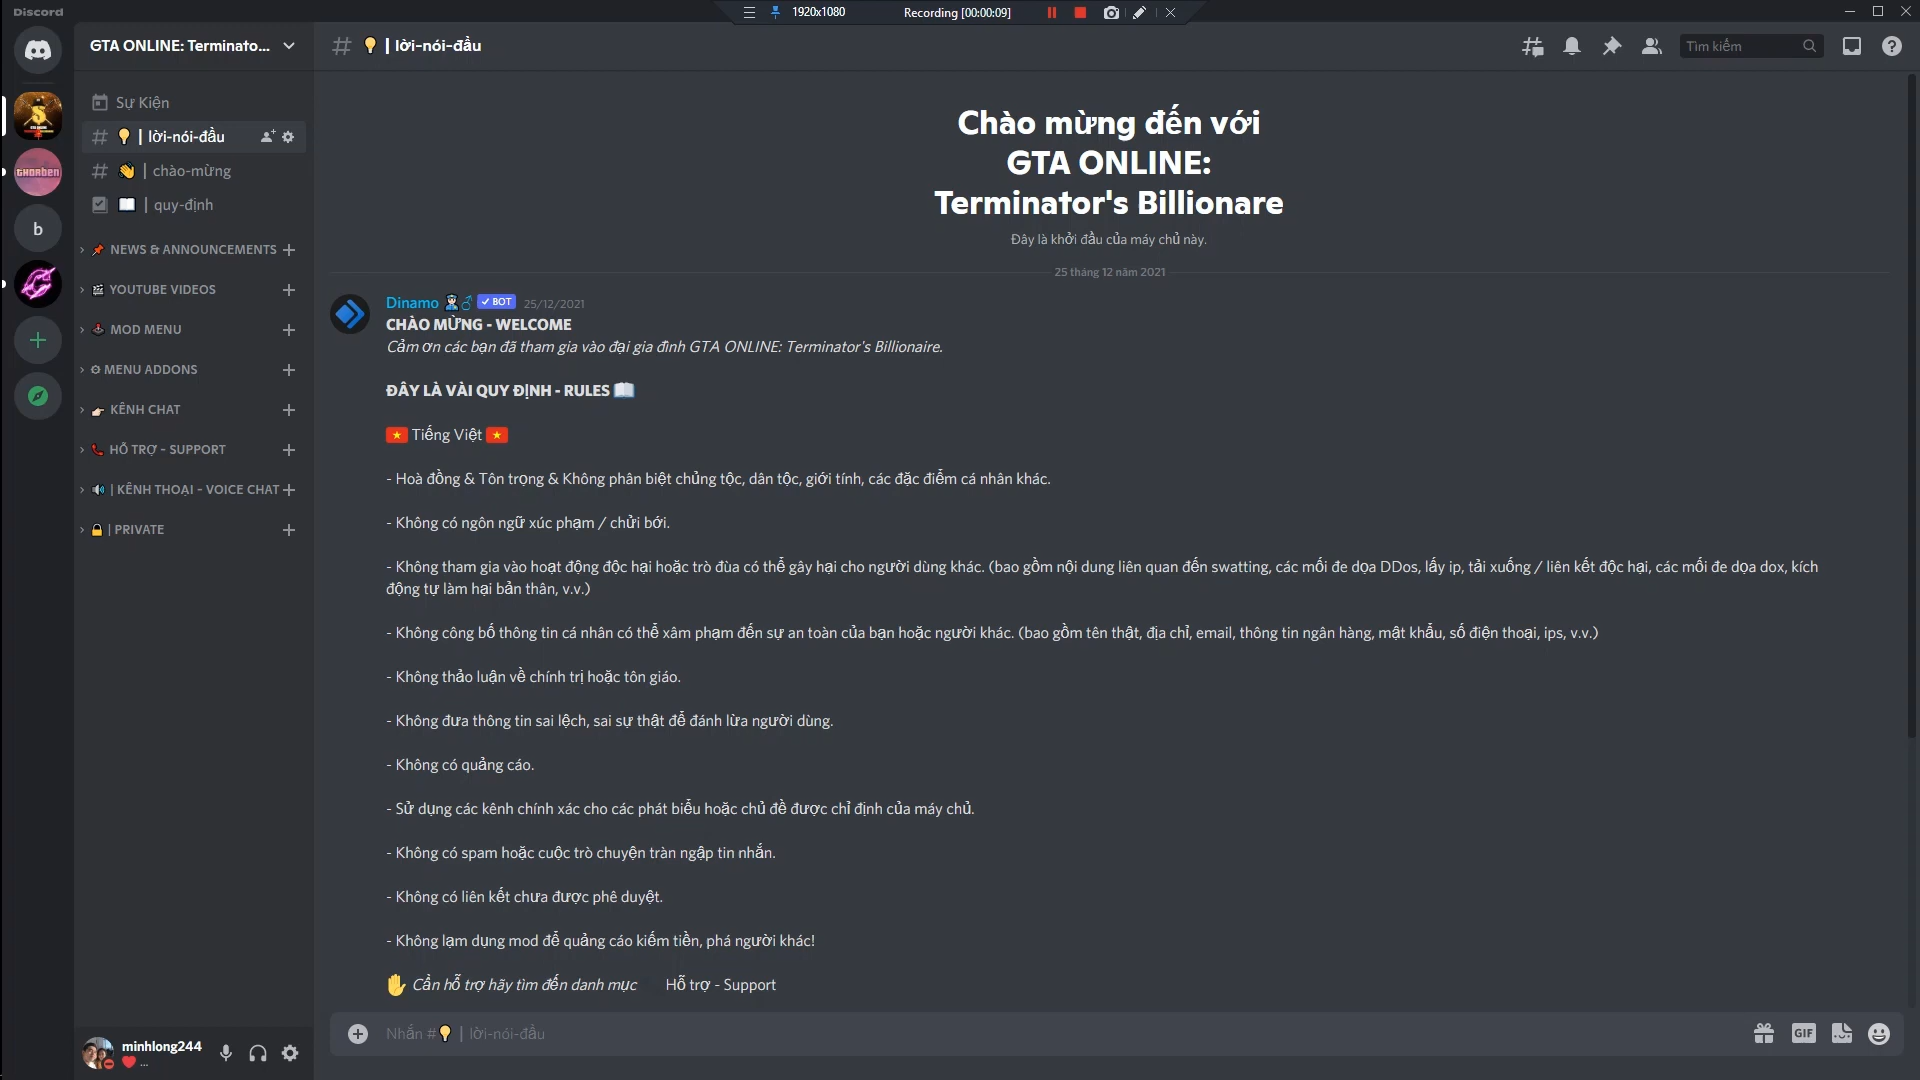 Discord
1920x1080
Recording [00:00:09]
GTA ONLINE: Terminato...
💡 | lời-nói-đầu
Tìm kiếm
Sự Kiện
💡 | lời-nói-đầu
👋 | chào-mừng
📖 | quy-định
📌 NEWS & ANNOUNCEMENTS
🎬 YOUTUBE VIDEOS
🕹 MOD MENU
⚙ MENU ADDONS
👉🏻 KÊNH CHAT
📞 HỖ TRỢ - SUPPORT
🔊 | KÊNH THOẠI - VOICE CHAT
🔒 | PRIVATE
GHORBEN
b
Chào mừng đến với
GTA ONLINE:
Terminator's Billionare
Đây là khởi đầu của máy chủ này.
25 tháng 12 năm 2021
Dinamo 👮🏻‍♂ ✓ BOT 25/12/2021
CHÀO MỪNG - WELCOME
Cảm ơn các bạn đã tham gia vào đại gia đình GTA ONLINE: Terminator's Billionaire.
ĐÂY LÀ VÀI QUY ĐỊNH - RULES 📖
🇻🇳 Tiếng Việt 🇻🇳
- Hoà đồng & Tôn trọng & Không phân biệt chủng tộc, dân tộc, giới tính, các đặc điểm cá nhân khác.
- Không có ngôn ngữ xúc phạm / chửi bới.
- Không tham gia vào hoạt động độc hại hoặc trò đùa có thể gây hại cho người dùng khác. (bao gồm nội dung liên quan đến swatting, các mối đe dọa DDos, lấy ip, tải xuống / liên kết độc hại, các mối đe dọa dox, kích
động tự làm hại bản thân, v.v.)
- Không công bố thông tin cá nhân có thể xâm phạm đến sự an toàn của bạn hoặc người khác. (bao gồm tên thật, địa chỉ, email, thông tin ngân hàng, mật khẩu, số điện thoại, ips, v.v.)
- Không thảo luận về chính trị hoặc tôn giáo.
- Không đưa thông tin sai lệch, sai sự thật để đánh lừa người dùng.
- Không có quảng cáo.
- Sử dụng các kênh chính xác cho các phát biểu hoặc chủ đề được chỉ định của máy chủ.
- Không có spam hoặc cuộc trò chuyện tràn ngập tin nhắn.
- Không có liên kết chưa được phê duyệt.
- Không lạm dụng mod để quảng cáo kiếm tiền, phá người khác!
✋ Cần hỗ trợ hãy tìm đến danh mục Hỗ trợ - Support
Nhắn #💡 | lời-nói-đầu
GIF
minhlong244
❤️ ...